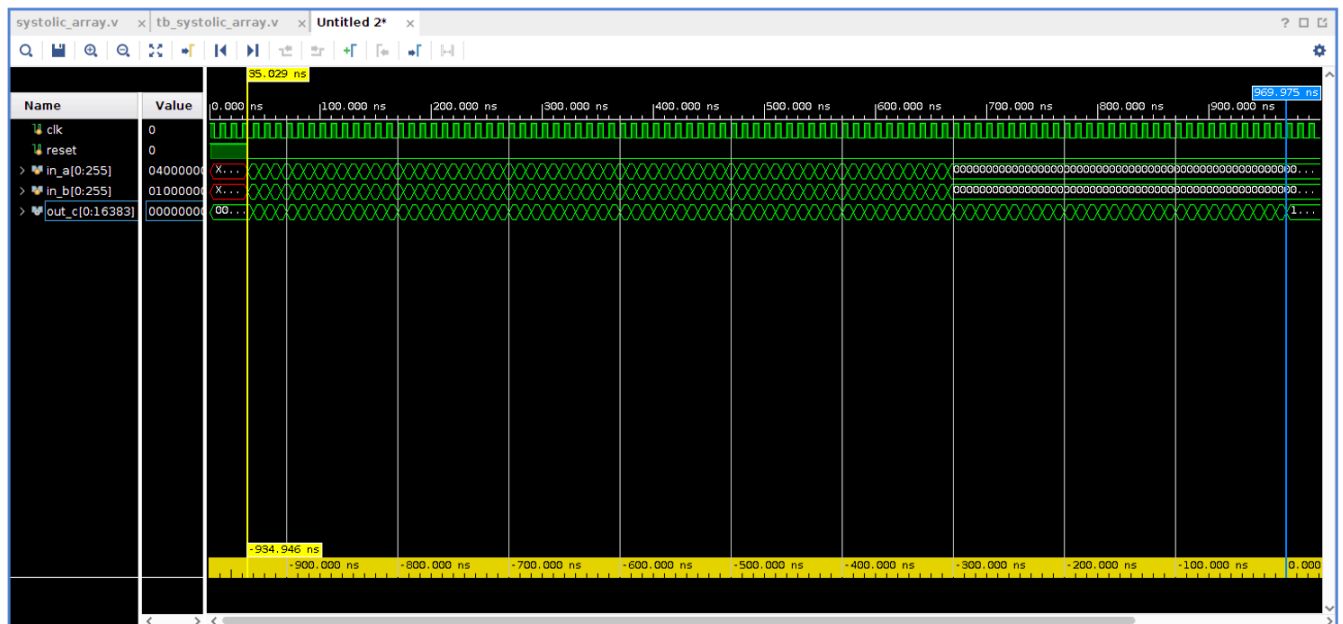 systolic_array.v × tb_systolic_array.v × Untitled 2* × ?
35.029 ns
969.975 ns
Name Value 0.000 ns 100.000 ns 200.000 ns 300.000 ns 400.000 ns 500.000 ns 600.000 ns 700.000 ns 800.000 ns 900.000 ns
clk 0
reset 0
> in_a[0:255] 04000000 X... 00000000000000000000000000000000000000000000000000...
> in_b[0:255] 01000000 X... 00000000000000000000000000000000000000000000000000...
> out_c[0:16383] 00000000 00... 1...
-934.946 ns
-900.000 ns -800.000 ns -700.000 ns -600.000 ns -500.000 ns -400.000 ns -300.000 ns -200.000 ns -100.000 ns 0.000